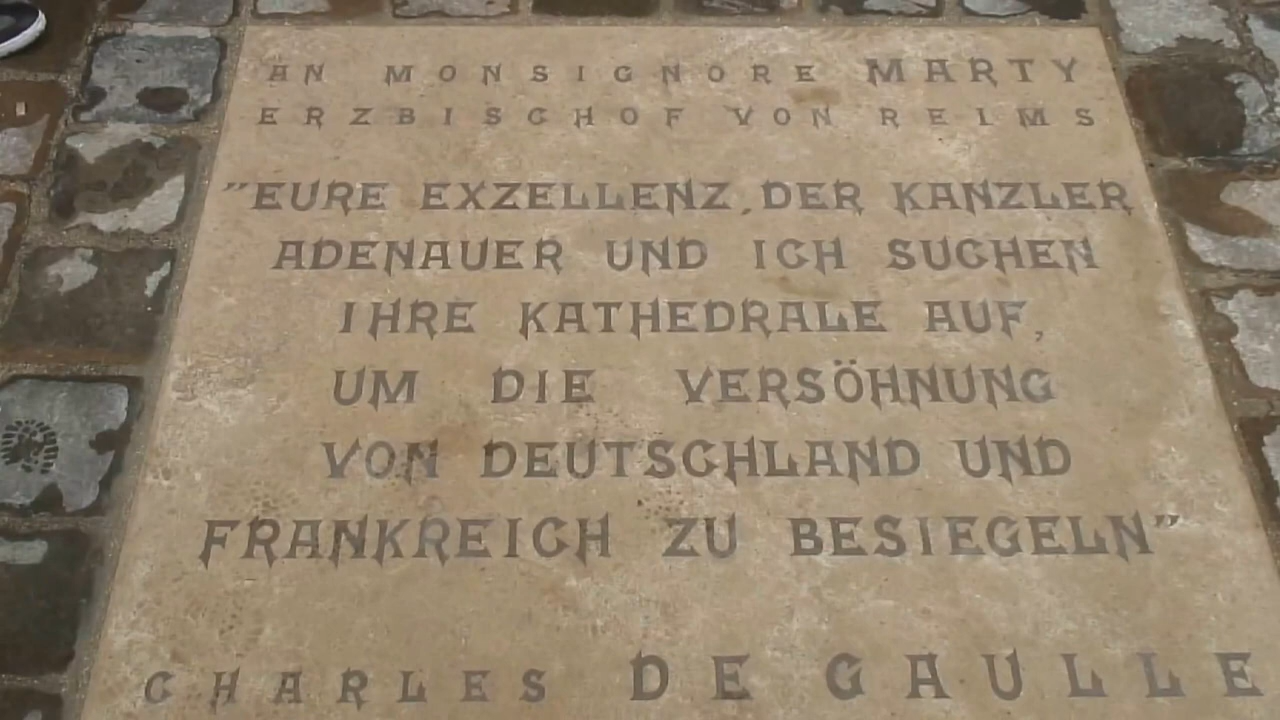 AN MONSIGNORE MARTY
ERZBISCHOF VON REIMS
"EURE EXZELLENZ, DER KANZLER
ADENAUER UND ICH SUCHEN
IHRE KATHEDRALE AUF,
UM DIE VERSÖHNUNG
VON DEUTSCHLAND UND
FRANKREICH ZU BESIEGELN"
CHARLES DE GAULLE